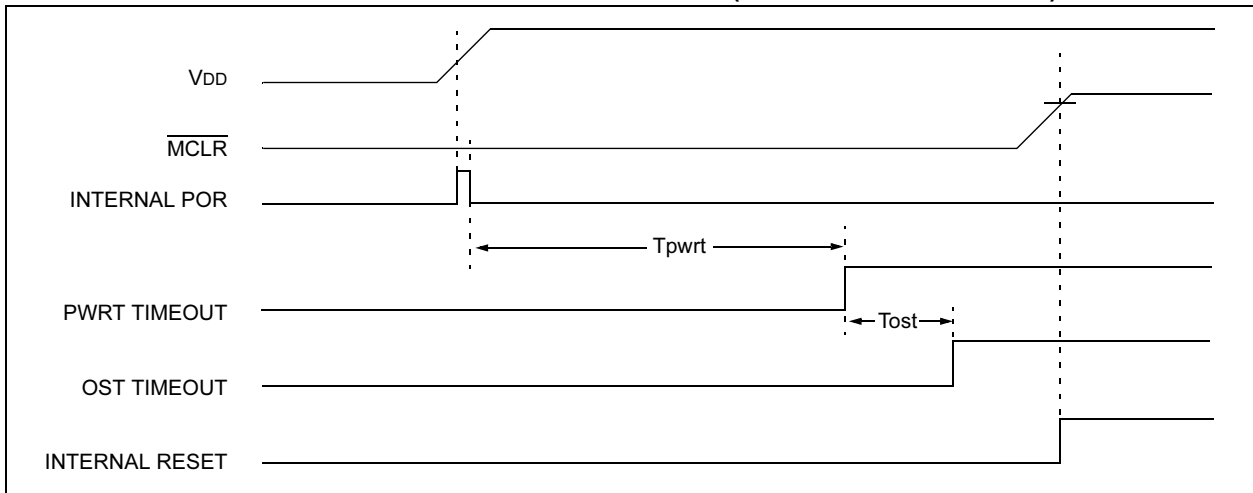 VDD
MCLR
INTERNAL POR
Tpwrt
PWRT TIMEOUT
Tost
OST TIMEOUT
INTERNAL RESET